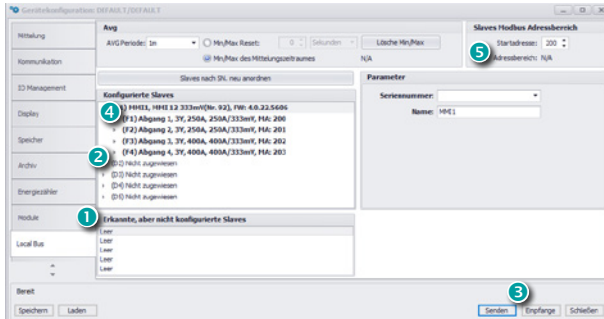 Gerätekonfiguration: DEFAULT/DEFAULT
Mittelung
Kommunikation
IO Management
Display
Speicher
Archiv
Energiezähler
Module
Local Bus
Avg
AVG Periode: 1m
Min/Max Reset: 0 Sekunden
Lösche Min/Max
Min/Max des Mittelungszeitraumes
N/A
Slaves Modbus Adressbereich
5 Startadresse: 200
Adressbereich: N/A
Slaves nach SN. neu anordnen
Konfigurierte Slaves
4 1) MMI1, MMI 12 333mV(Nr. 92), FW: 4.0.22.5606
(F1) Abgang 1, 3Y, 250A, 250A/333mV, MA: 200
(F2) Abgang 2, 3Y, 250A, 250A/333mV, MA: 201
(F3) Abgang 3, 3Y, 400A, 400A/333mV, MA: 202
(F4) Abgang 4, 3Y, 400A, 400A/333mV, MA: 203
2 (D2) Nicht zugewiesen
(D3) Nicht zugewiesen
(D4) Nicht zugewiesen
(D5) Nicht zugewiesen
Parameter
Seriennummer:
Name: MMI1
1 Erkannte, aber nicht konfigurierte Slaves
Leer
Leer
Leer
Leer
Leer
Bereit
3
Speichern
Laden
Senden
Empfange
Schließen